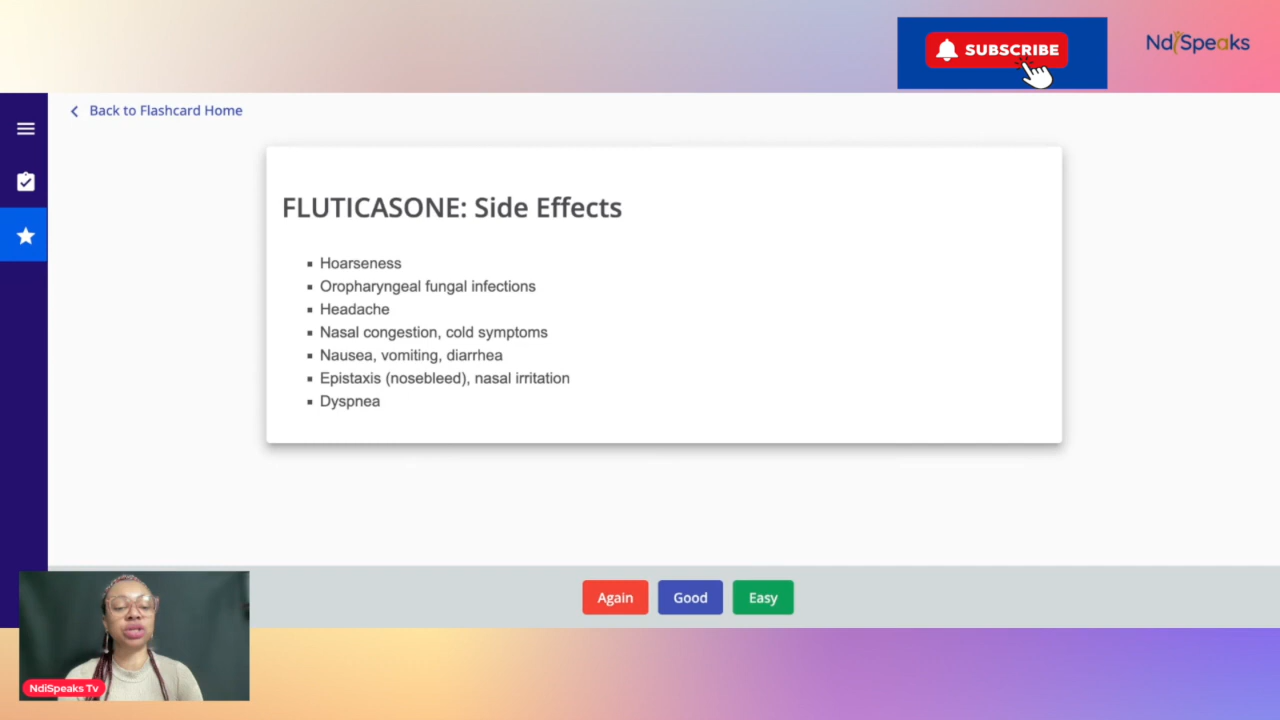 SUBSCRIBE
NdiSpeaks
Back to Flashcard Home
FLUTICASONE: Side Effects
▪ Hoarseness
▪ Oropharyngeal fungal infections
▪ Headache
▪ Nasal congestion, cold symptoms
▪ Nausea, vomiting, diarrhea
▪ Epistaxis (nosebleed), nasal irritation
▪ Dyspnea
Again Good Easy
NdiSpeaks Tv